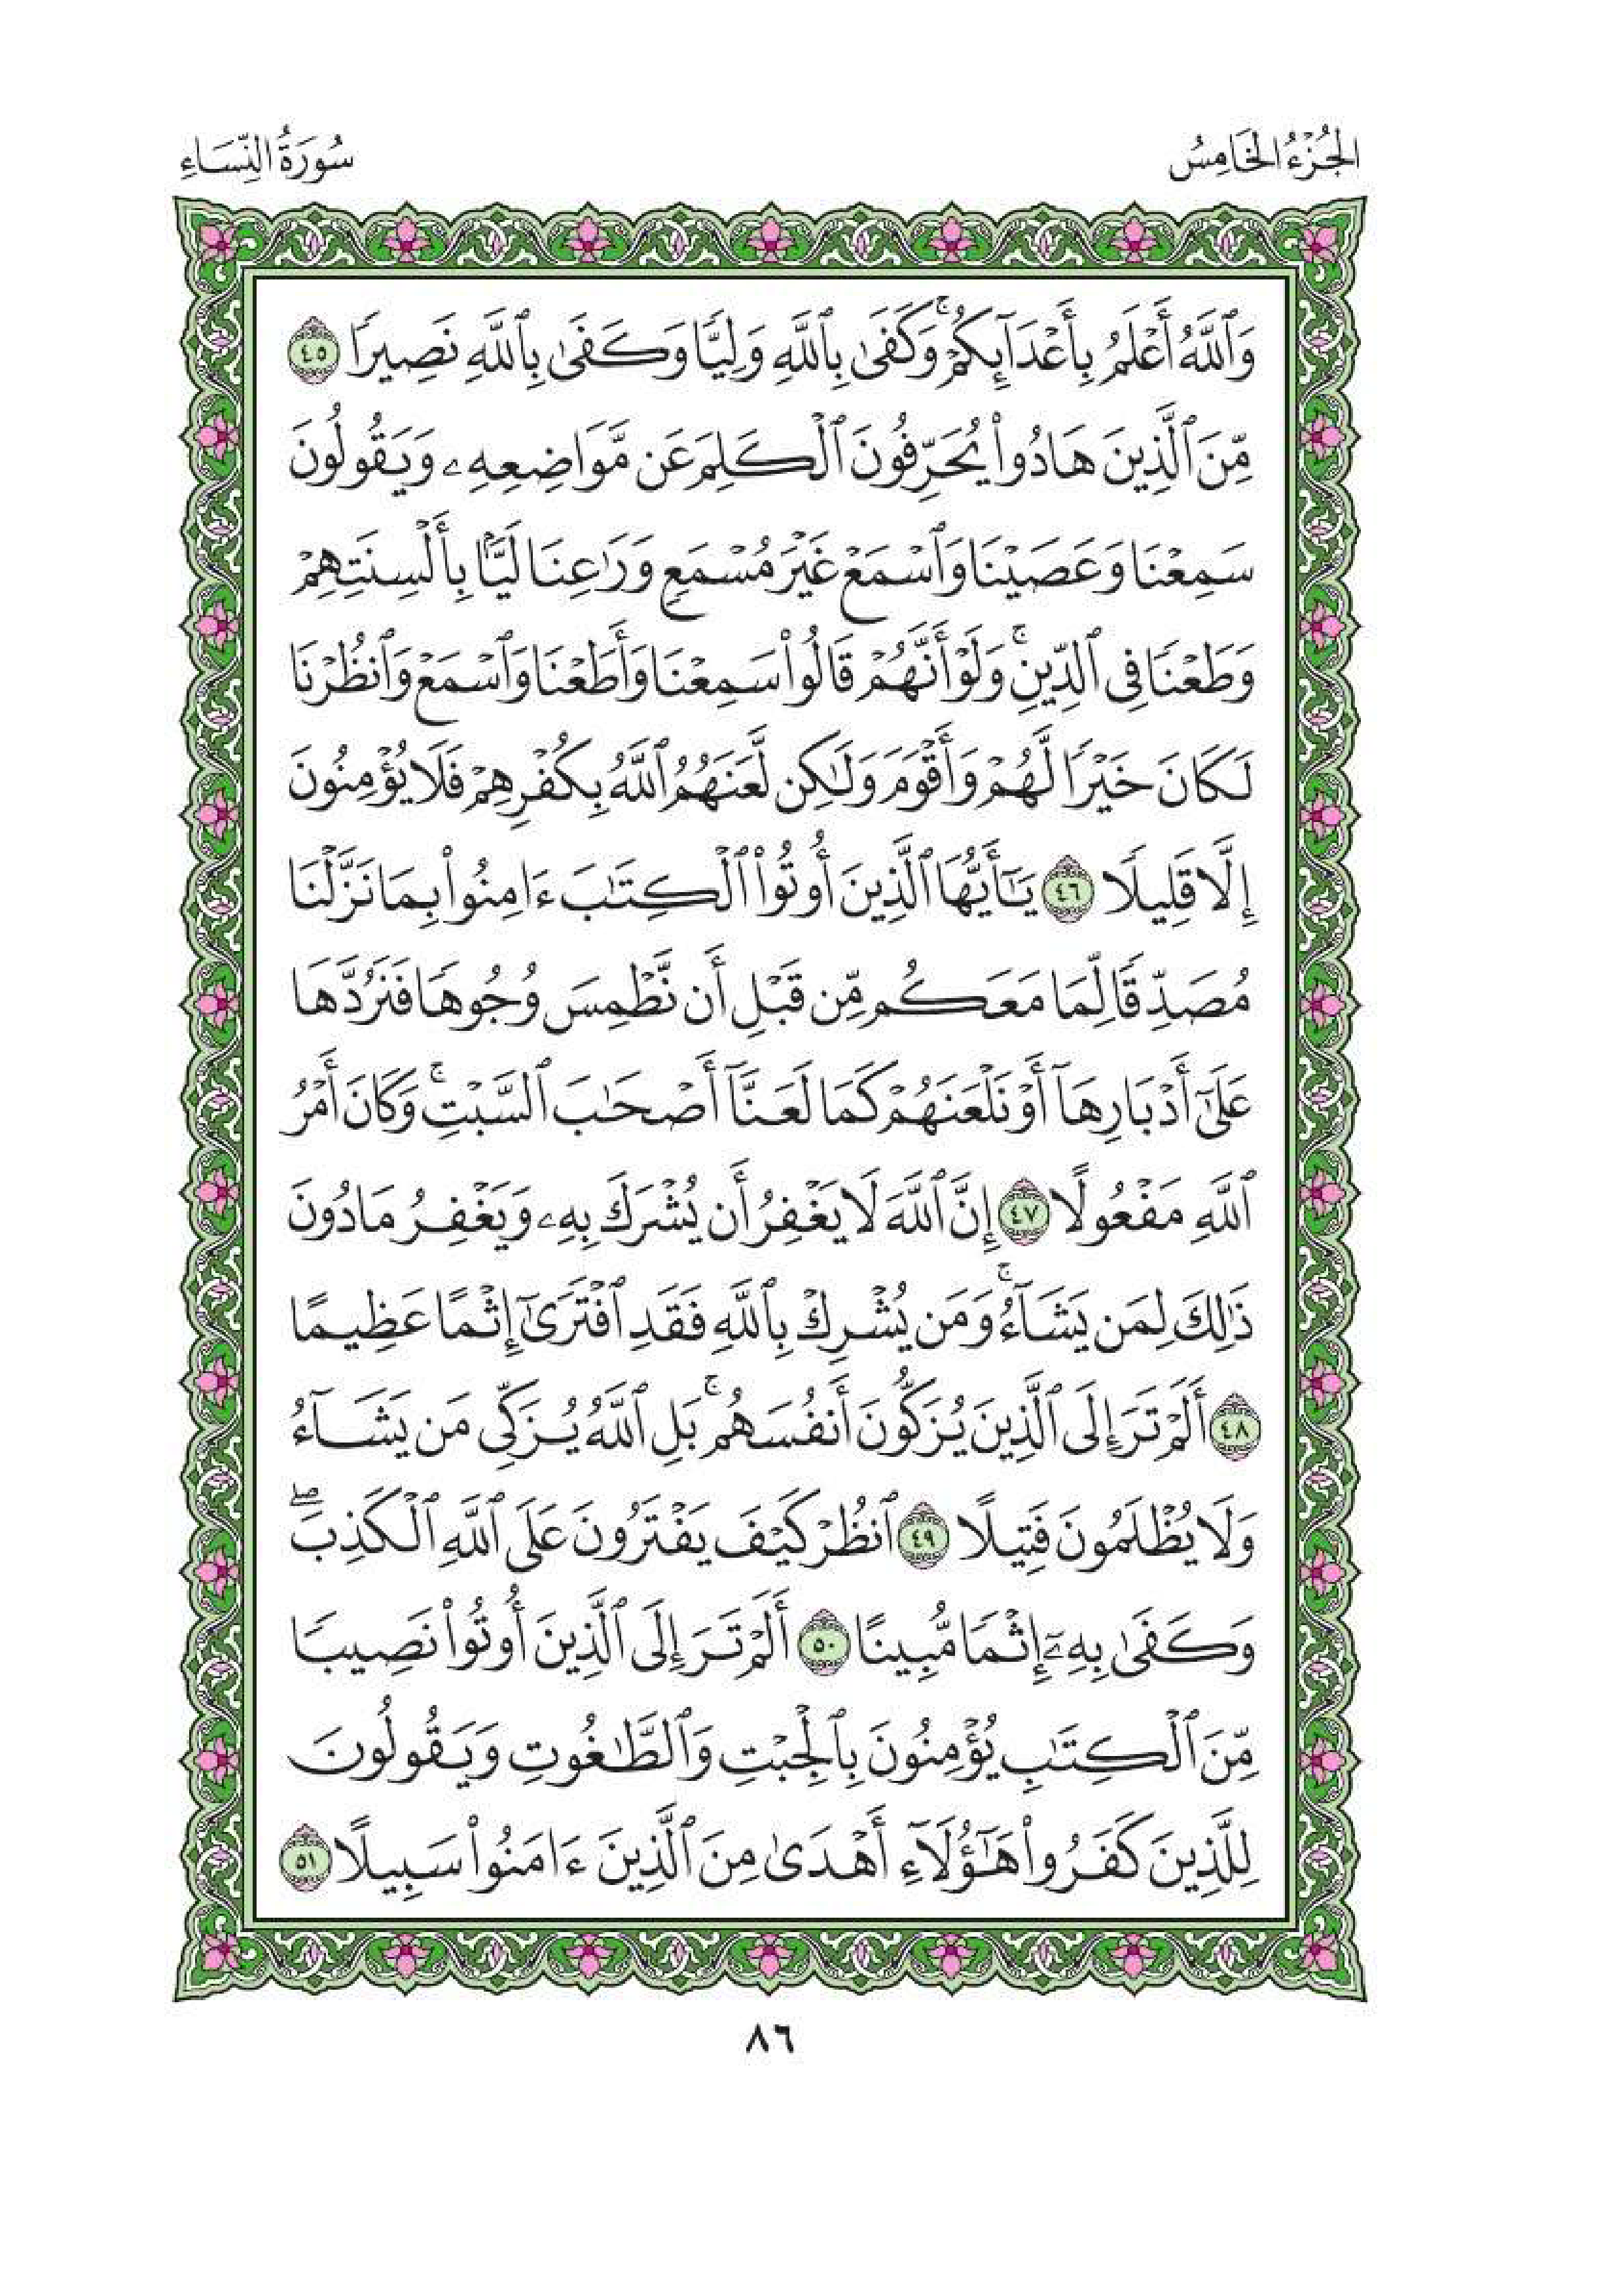 الجُزْءُ الخَامِسُ
سُورَةُ النِّسَاءِ
وَٱللَّهُ أَعْلَمُ بِأَعْدَآئِكُمْۚ وَكَفَىٰ بِٱللَّهِ وَلِيًّا وَكَفَىٰ بِٱللَّهِ نَصِيرًا ٤٥
مِّنَ ٱلَّذِينَ هَادُوا۟ يُحَرِّفُونَ ٱلْكَلِمَ عَن مَّوَاضِعِهِۦ وَيَقُولُونَ
سَمِعْنَا وَعَصَيْنَا وَٱسْمَعْ غَيْرَ مُسْمَعٍ وَرَٰعِنَا لَيًّۢا بِأَلْسِنَتِهِمْ
وَطَعْنًا فِى ٱلدِّينِۚ وَلَوْ أَنَّهُمْ قَالُوا۟ سَمِعْنَا وَأَطَعْنَا وَٱسْمَعْ وَٱنظُرْنَا
لَكَانَ خَيْرًا لَّهُمْ وَأَقْوَمَ وَلَٰكِن لَّعَنَهُمُ ٱللَّهُ بِكُفْرِهِمْ فَلَا يُؤْمِنُونَ
إِلَّا قَلِيلًا ٤٦ يَٰٓأَيُّهَا ٱلَّذِينَ أُوتُوا۟ ٱلْكِتَٰبَ ءَامِنُوا۟ بِمَا نَزَّلْنَا
مُصَدِّقًا لِّمَا مَعَكُم مِّن قَبْلِ أَن نَّطْمِسَ وُجُوهًا فَنَرُدَّهَا
عَلَىٰٓ أَدْبَارِهَآ أَوْ نَلْعَنَهُمْ كَمَا لَعَنَّآ أَصْحَٰبَ ٱلسَّبْتِۚ وَكَانَ أَمْرُ
ٱللَّهِ مَفْعُولًا ٤٧ إِنَّ ٱللَّهَ لَا يَغْفِرُ أَن يُشْرَكَ بِهِۦ وَيَغْفِرُ مَا دُونَ
ذَٰلِكَ لِمَن يَشَآءُۚ وَمَن يُشْرِكْ بِٱللَّهِ فَقَدِ ٱفْتَرَىٰٓ إِثْمًا عَظِيمًا
٤٨ أَلَمْ تَرَ إِلَى ٱلَّذِينَ يُزَكُّونَ أَنفُسَهُمۚ بَلِ ٱللَّهُ يُزَكِّى مَن يَشَآءُ
وَلَا يُظْلَمُونَ فَتِيلًا ٤٩ ٱنظُرْ كَيْفَ يَفْتَرُونَ عَلَى ٱللَّهِ ٱلْكَذِبَۖ
وَكَفَىٰ بِهِۦٓ إِثْمًا مُّبِينًا ٥٠ أَلَمْ تَرَ إِلَى ٱلَّذِينَ أُوتُوا۟ نَصِيبًا
مِّنَ ٱلْكِتَٰبِ يُؤْمِنُونَ بِٱلْجِبْتِ وَٱلطَّٰغُوتِ وَيَقُولُونَ
لِلَّذِينَ كَفَرُوا۟ هَٰٓؤُلَآءِ أَهْدَىٰ مِنَ ٱلَّذِينَ ءَامَنُوا۟ سَبِيلًا ٥١
٨٦